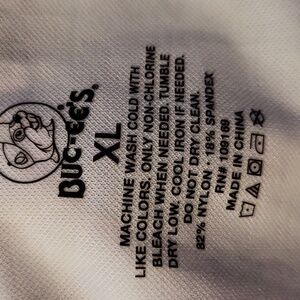 BUC-EE'S
XL
MACHINE WASH COLD WITH
LIKE COLORS. ONLY NON-CHLORINE
BLEACH WHEN NEEDED. TUMBLE
DRY LOW. COOL IRON IF NEEDED.
DO NOT DRY CLEAN.
82% NYLON • 18% SPANDEX
RN# 109180
MADE IN CHINA